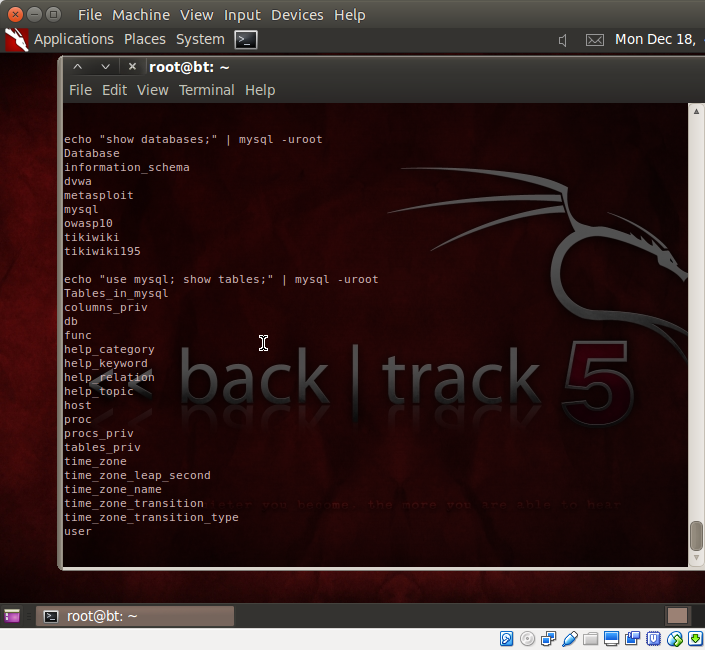 File Machine View Input Devices Help
Applications Places System Mon Dec 18,
root@bt: ~
File Edit View Terminal Help
echo "show databases;" | mysql -uroot
Database
information_schema
dvwa
metasploit
mysql
owasp10
tikiwiki
tikiwiki195
echo "use mysql; show tables;" | mysql -uroot
Tables_in_mysql
columns_priv
db
func
help_category
help_keyword
help_relation
help_topic
host
proc
procs_priv
tables_priv
time_zone
time_zone_leap_second
time_zone_name
time_zone_transition
time_zone_transition_type
user
<< back | track 5
you become, the more you are able to hear
root@bt: ~